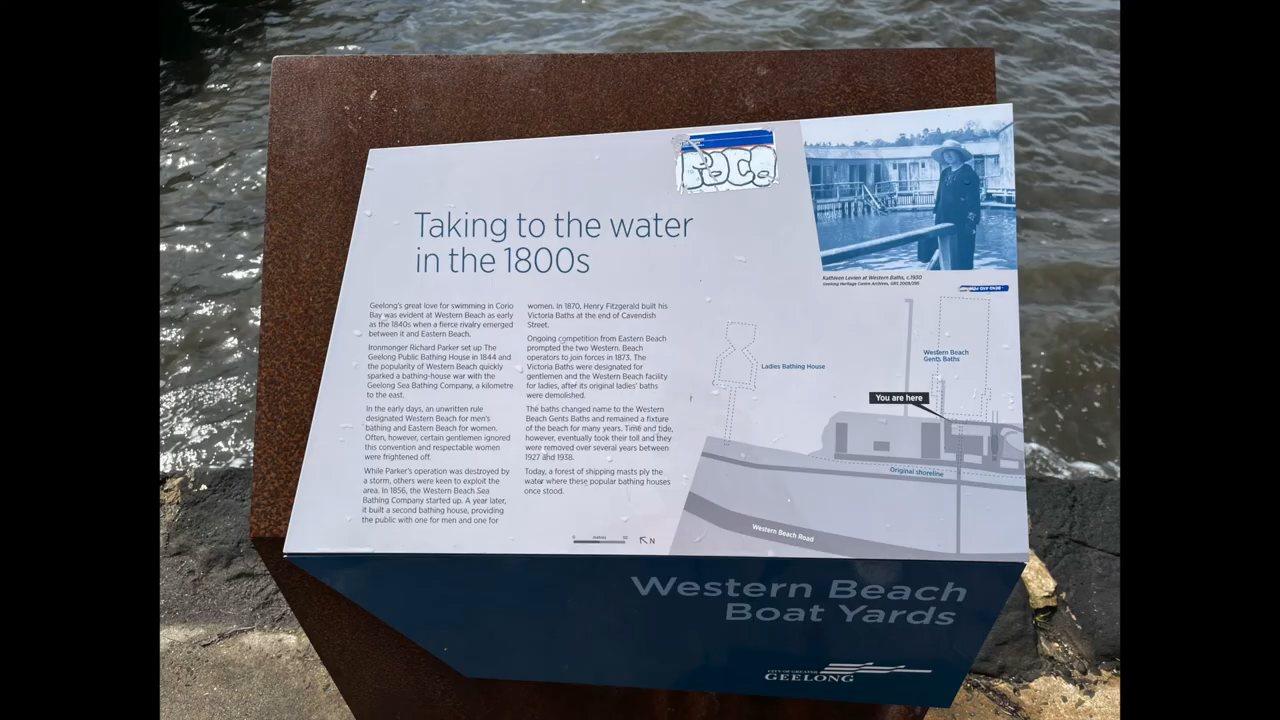 Taking to the water
in the 1800s
Geelong's great love for swimming in Corio
Bay was evident at Western Beach as early
as the 1840s when a fierce rivalry emerged
between it and Eastern Beach.
Ironmonger Richard Parker set up The
Geelong Public Bathing House in 1844 and
the popularity of Western Beach quickly
sparked a bathing-house war with the
Geelong Sea Bathing Company, a kilometre
to the east.
In the early days, an unwritten rule
designated Western Beach for men's
bathing and Eastern Beach for women.
Often, however, certain gentlemen ignored
this convention and respectable women
were frightened off.
While Parker's operation was destroyed by
a storm, others were keen to exploit the
area. In 1856, the Western Beach Sea
Bathing Company started up. A year later,
it built a second bathing house, providing
the public with one for men and one for
women. In 1870, Henry Fitzgerald built his
Victoria Baths at the end of Cavendish
Street.
Ongoing competition from Eastern Beach
prompted the two Western. Beach
operators to join forces in 1873. The
Victoria Baths were designated for
gentlemen and the Western Beach facility
for ladies, after its original ladies' baths
were demolished.
The baths changed name to the Western
Beach Gents Baths and remained a fixture
of the beach for many years. Time and tide,
however, eventually took their toll and they
were removed over several years between
1927 and 1938.
Today, a forest of shipping masts ply the
water where these popular bathing houses
once stood.
Kathleen Levien at Western Baths, c.1930
Geelong Heritage Centre Archives, GRS 2009/260
Ladies Bathing House
Western Beach
Gents Baths
You are here
Original shoreline
Western Beach Road
0 metres 50
N
Western Beach
Boat Yards
CITY OF GREATER
GEELONG